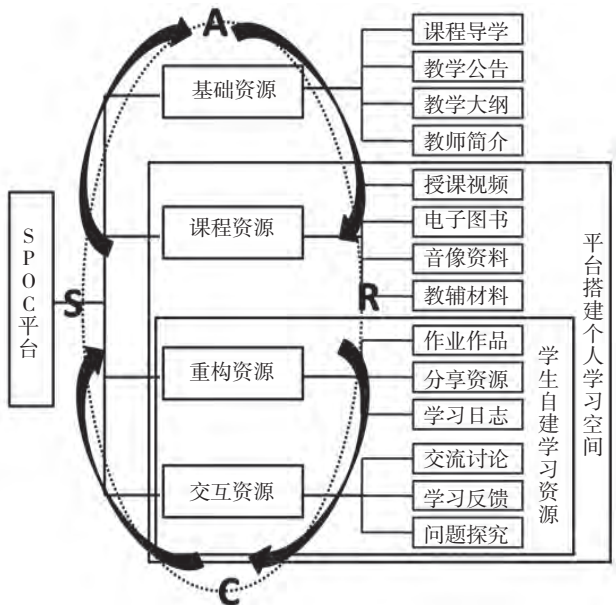 A
基础资源
课程导学
教学公告
教学大纲
教师简介
SPOC平台
S
课程资源
R
授课视频
电子图书
音像资料
教辅材料
重构资源
作业作品
分享资源
学习日志
交互资源
交流讨论
学习反馈
问题探究
C
学生自建学习资源
平台搭建个人学习空间